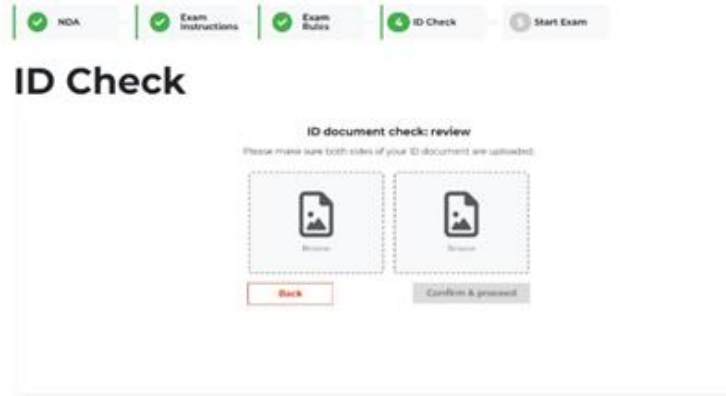 NDA
Exam
Instructions
Exam
Rules
4 ID Check
5 Start Exam
ID Check
ID document check: review
Please make sure both sides of your ID document are uploaded.
Browse
Browse
Back
Confirm & proceed